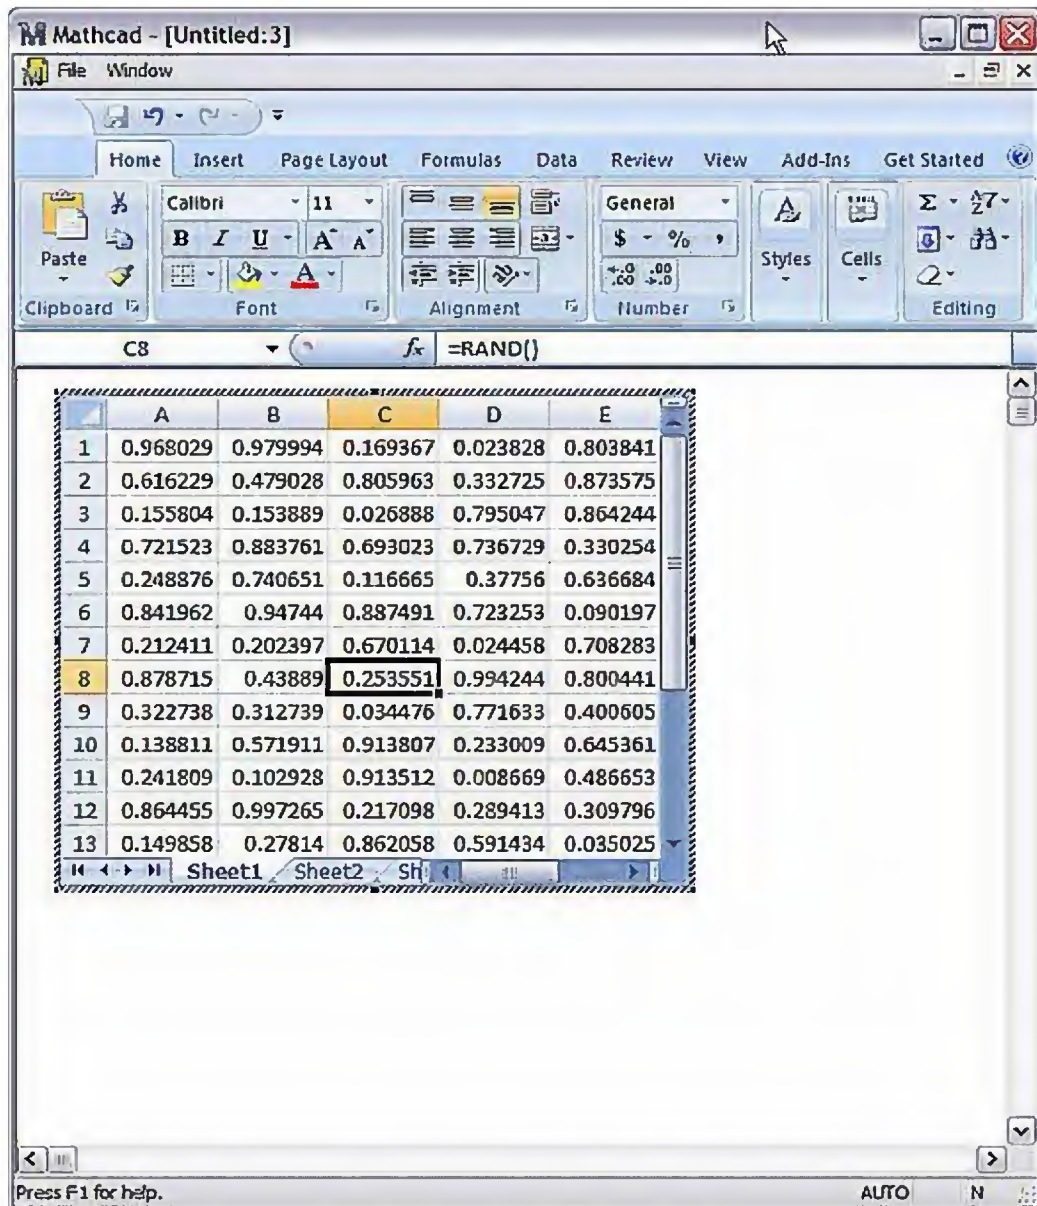 Mathcad - [Untitled:3]
File Window
Home Insert Page Layout Formulas Data Review View Add-Ins Get Started
Calibri 11 General
B I U A A $ % , Σ
Paste A .00 .00 Styles Cells
Clipboard Font Alignment Number Editing
C8 fx =RAND()
A B C D E
1 0.968029 0.979994 0.169367 0.023828 0.803841
2 0.616229 0.479028 0.805963 0.332725 0.873575
3 0.155804 0.153889 0.026888 0.795047 0.864244
4 0.721523 0.883761 0.693023 0.736729 0.330254
5 0.248876 0.740651 0.116665 0.37756 0.636684
6 0.841962 0.94744 0.887491 0.723253 0.090197
7 0.212411 0.202397 0.670114 0.024458 0.708283
8 0.878715 0.43889 0.253551 0.994244 0.800441
9 0.322738 0.312739 0.034476 0.771633 0.400605
10 0.138811 0.571911 0.913807 0.233009 0.645361
11 0.241809 0.102928 0.913512 0.008669 0.486653
12 0.864455 0.997265 0.217098 0.289413 0.309796
13 0.149858 0.27814 0.862058 0.591434 0.035025
Sheet1 Sheet2 Sh
Press F1 for help. AUTO N